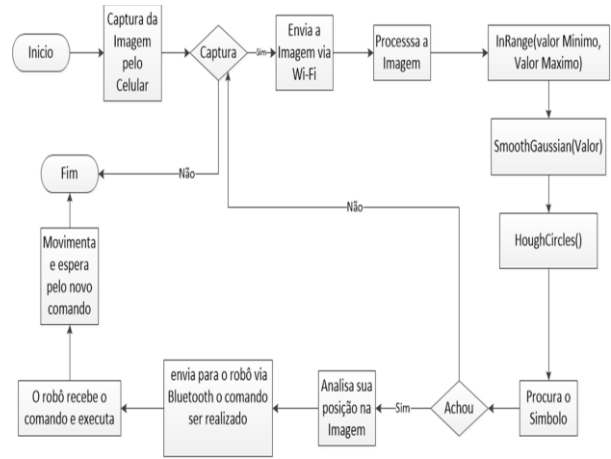 Inicio
Captura da
Imagem
pelo
Celular
Captura
Sim
Envia a
Imagem via
Wi-Fi
Processsa a
Imagem
InRange(valor Minimo,
Valor Maximo)
SmoothGaussian(Valor)
HoughCircles()
Procura o
Simbolo
Achou
Não
Sim
Analisa sua
posição na
Imagem
envia para o robô via
Bluetooth o comando
ser realizado
O robô recebe o
comando e executa
Movimenta
e espera
pelo novo
comando
Fim
Não